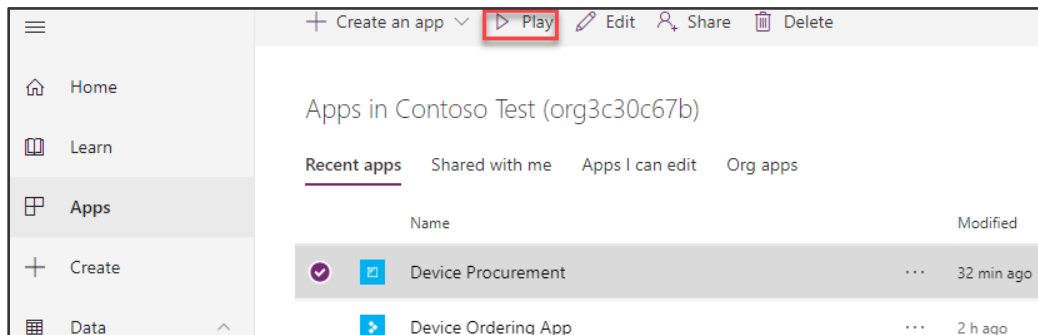 Create an app Play Edit Share Delete
Home
Learn
Apps
Create
Data
Apps in Contoso Test (org3c30c67b)
Recent apps Shared with me Apps I can edit Org apps
Name Modified
Device Procurement ... 32 min ago
Device Ordering App ... 2 h ago